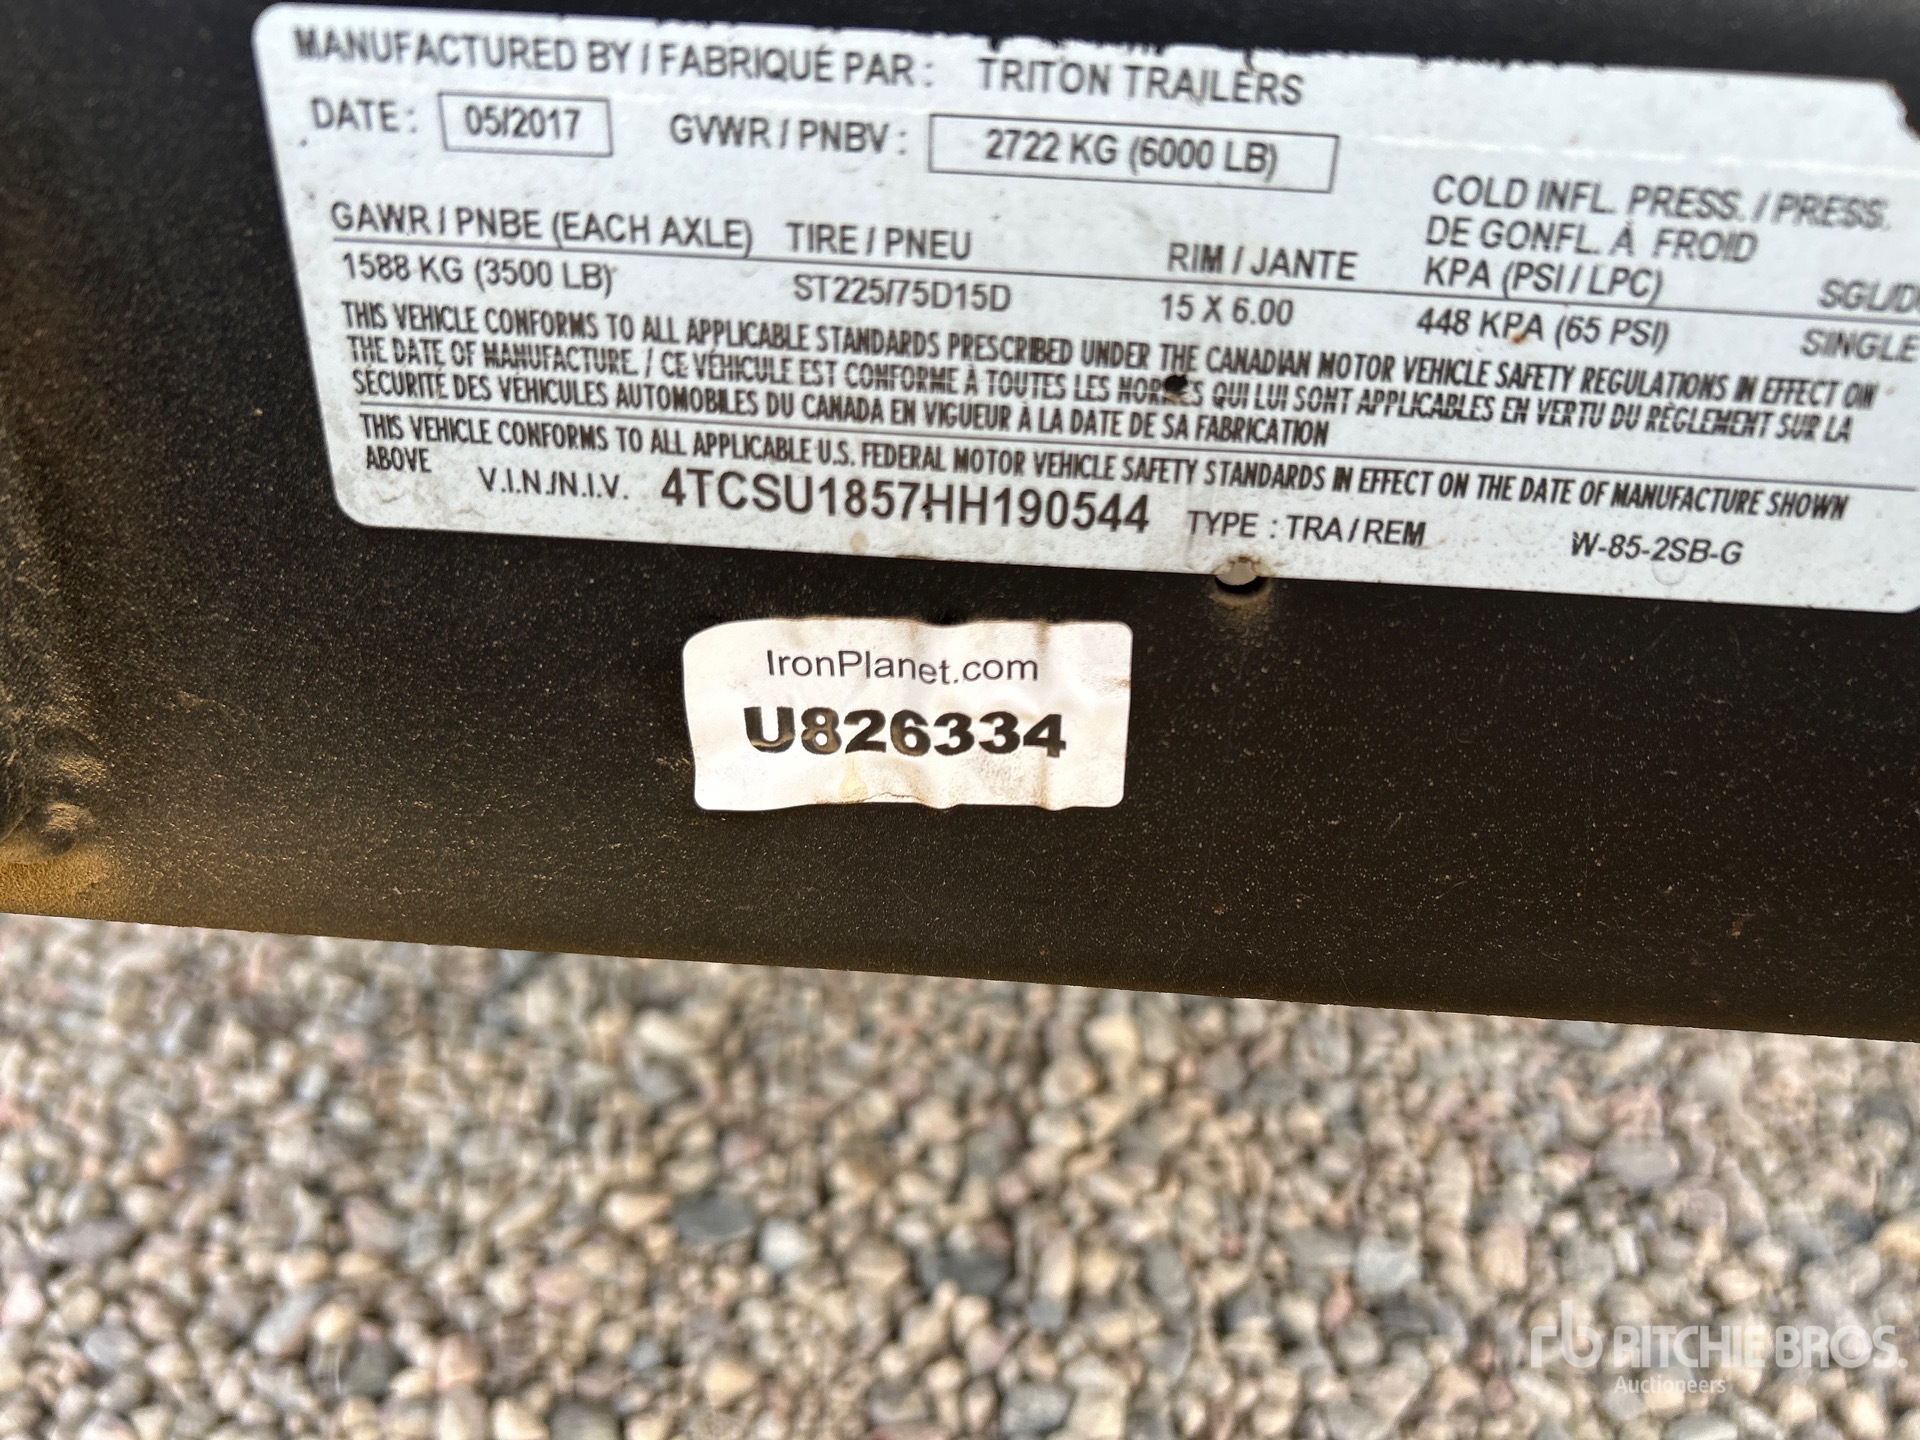 MANUFACTURED BY / FABRIQUÉ PAR : TRITON TRAILERS
DATE : 05/2017 GVWR / PNBV : 2722 KG (6000 LB)
GAWR / PNBE (EACH AXLE) TIRE / PNEU RIM / JANTE COLD INFL. PRESS. / PRESS.
DE GONFL. À FROID
KPA (PSI / LPC) SGL/D
1588 KG (3500 LB) ST225/75D15D 15 X 6.00 448 KPA (65 PSI) SINGLE
THIS VEHICLE CONFORMS TO ALL APPLICABLE STANDARDS PRESCRIBED UNDER THE CANADIAN MOTOR VEHICLE SAFETY REGULATIONS IN EFFECT ON
THE DATE OF MANUFACTURE. / CE VÉHICULE EST CONFORME À TOUTES LES NORMES QUI LUI SONT APPLICABLES EN VERTU DU RÈGLEMENT SUR LA
SÉCURITÉ DES VÉHICULES AUTOMOBILES DU CANADA EN VIGUEUR À LA DATE DE SA FABRICATION
THIS VEHICLE CONFORMS TO ALL APPLICABLE U.S. FEDERAL MOTOR VEHICLE SAFETY STANDARDS IN EFFECT ON THE DATE OF MANUFACTURE SHOWN
ABOVE V.I.N./N.I.V. 4TCSU1857HH190544 TYPE : TRA / REM W-85-2SB-G
IronPlanet.com
U826334
rb RITCHIE BROS.
Auctioneers